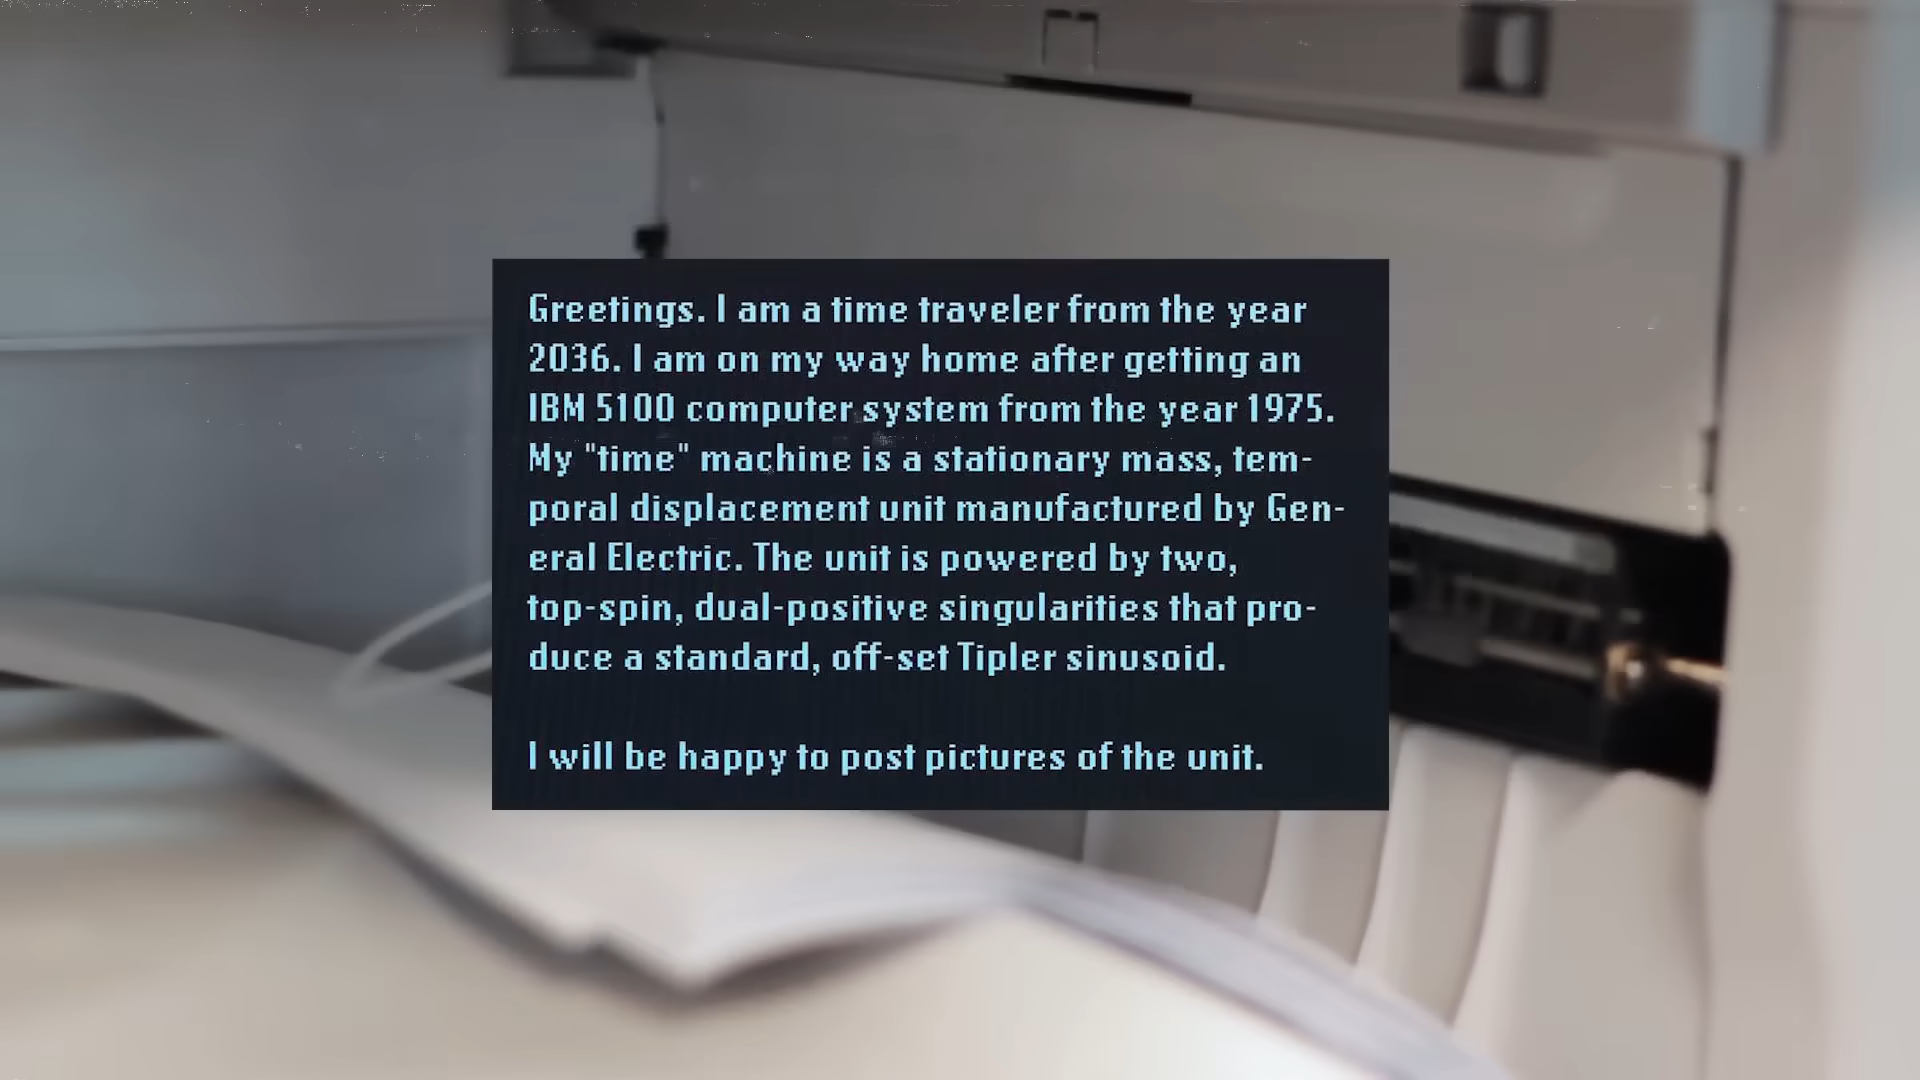 Greetings. I am a time traveler from the year
2036. I am on my way home after getting an
IBM 5100 computer system from the year 1975.
My "time" machine is a stationary mass, tem-
poral displacement unit manufactured by Gen-
eral Electric. The unit is powered by two,
top-spin, dual-positive singularities that pro-
duce a standard, off-set Tipler sinusoid.
I will be happy to post pictures of the unit.